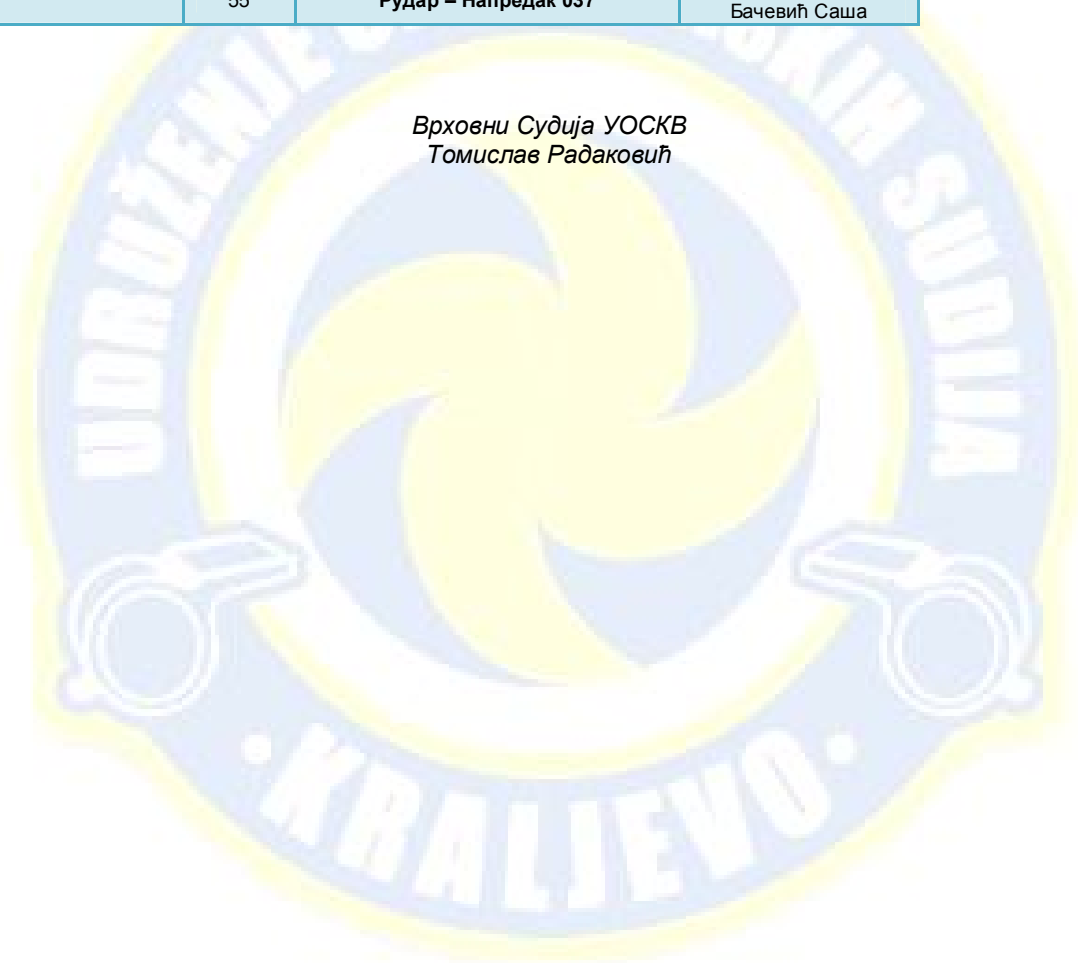 55
Рудар – Напредак 037
Бачевић Саша
Врховни Судија УОСКВ
Томислав Радаковић
UDRUŽENJE
SUDIJA
• KRALJEVO •